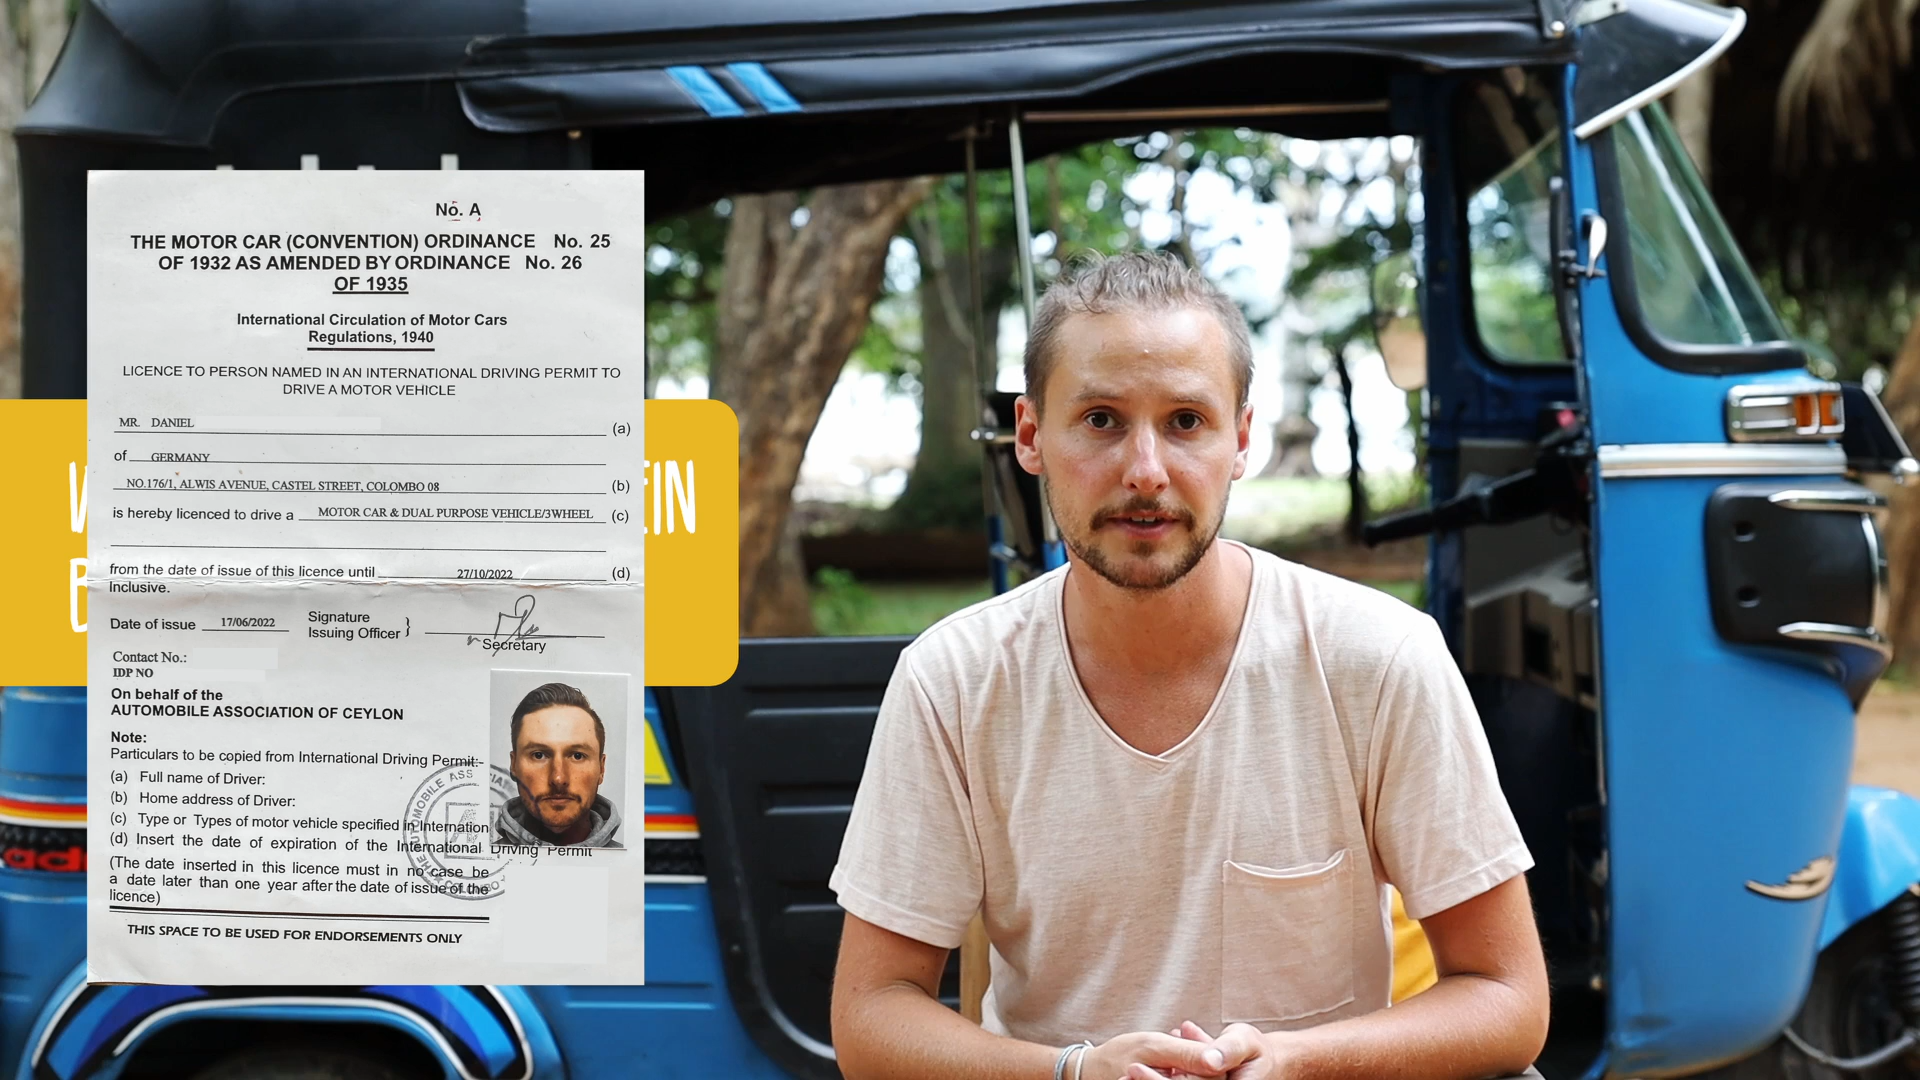 No. A
THE MOTOR CAR (CONVENTION) ORDINANCE No. 25
OF 1932 AS AMENDED BY ORDINANCE No. 26
OF 1935
International Circulation of Motor Cars
Regulations, 1940
LICENCE TO PERSON NAMED IN AN INTERNATIONAL DRIVING PERMIT TO
DRIVE A MOTOR VEHICLE
MR. DANIEL (a)
of GERMANY
NO.176/1, ALWIS AVENUE, CASTEL STREET, COLOMBO 08 (b)
is hereby licenced to drive a MOTOR CAR & DUAL PURPOSE VEHICLE/3WHEEL (c)
from the date of issue of this licence until 27/10/2022 (d)
Inclusive.
Date of issue 17/06/2022 Signature
Issuing Officer }
Secretary
Contact No.:
IDP NO
On behalf of the
AUTOMOBILE ASSOCIATION OF CEYLON
Note:
Particulars to be copied from International Driving Permit:-
(a) Full name of Driver:
(b) Home address of Driver:
(c) Type or Types of motor vehicle specified in Internation
(d) Insert the date of expiration of the International Driving Permit
(The date inserted in this licence must in no case be
a date later than one year after the date of issue of the
licence)
THIS SPACE TO BE USED FOR ENDORSEMENTS ONLY